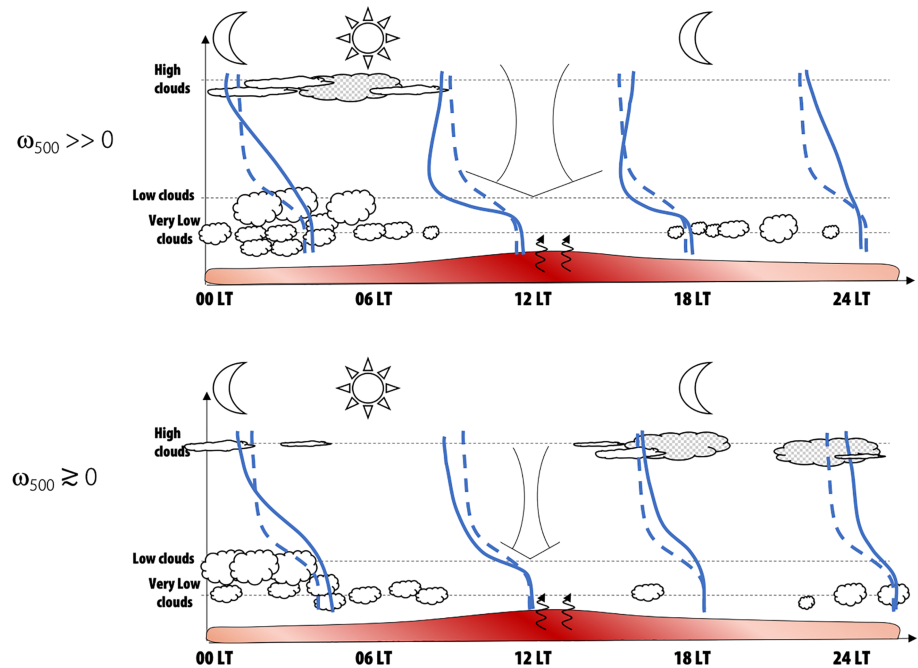 High
clouds
ω500 >> 0
Low clouds
Very Low
clouds
00 LT
06 LT
12 LT
18 LT
24 LT
High
clouds
ω500 ≷ 0
Low clouds
Very Low
clouds
00 LT
06 LT
12 LT
18 LT
24 LT